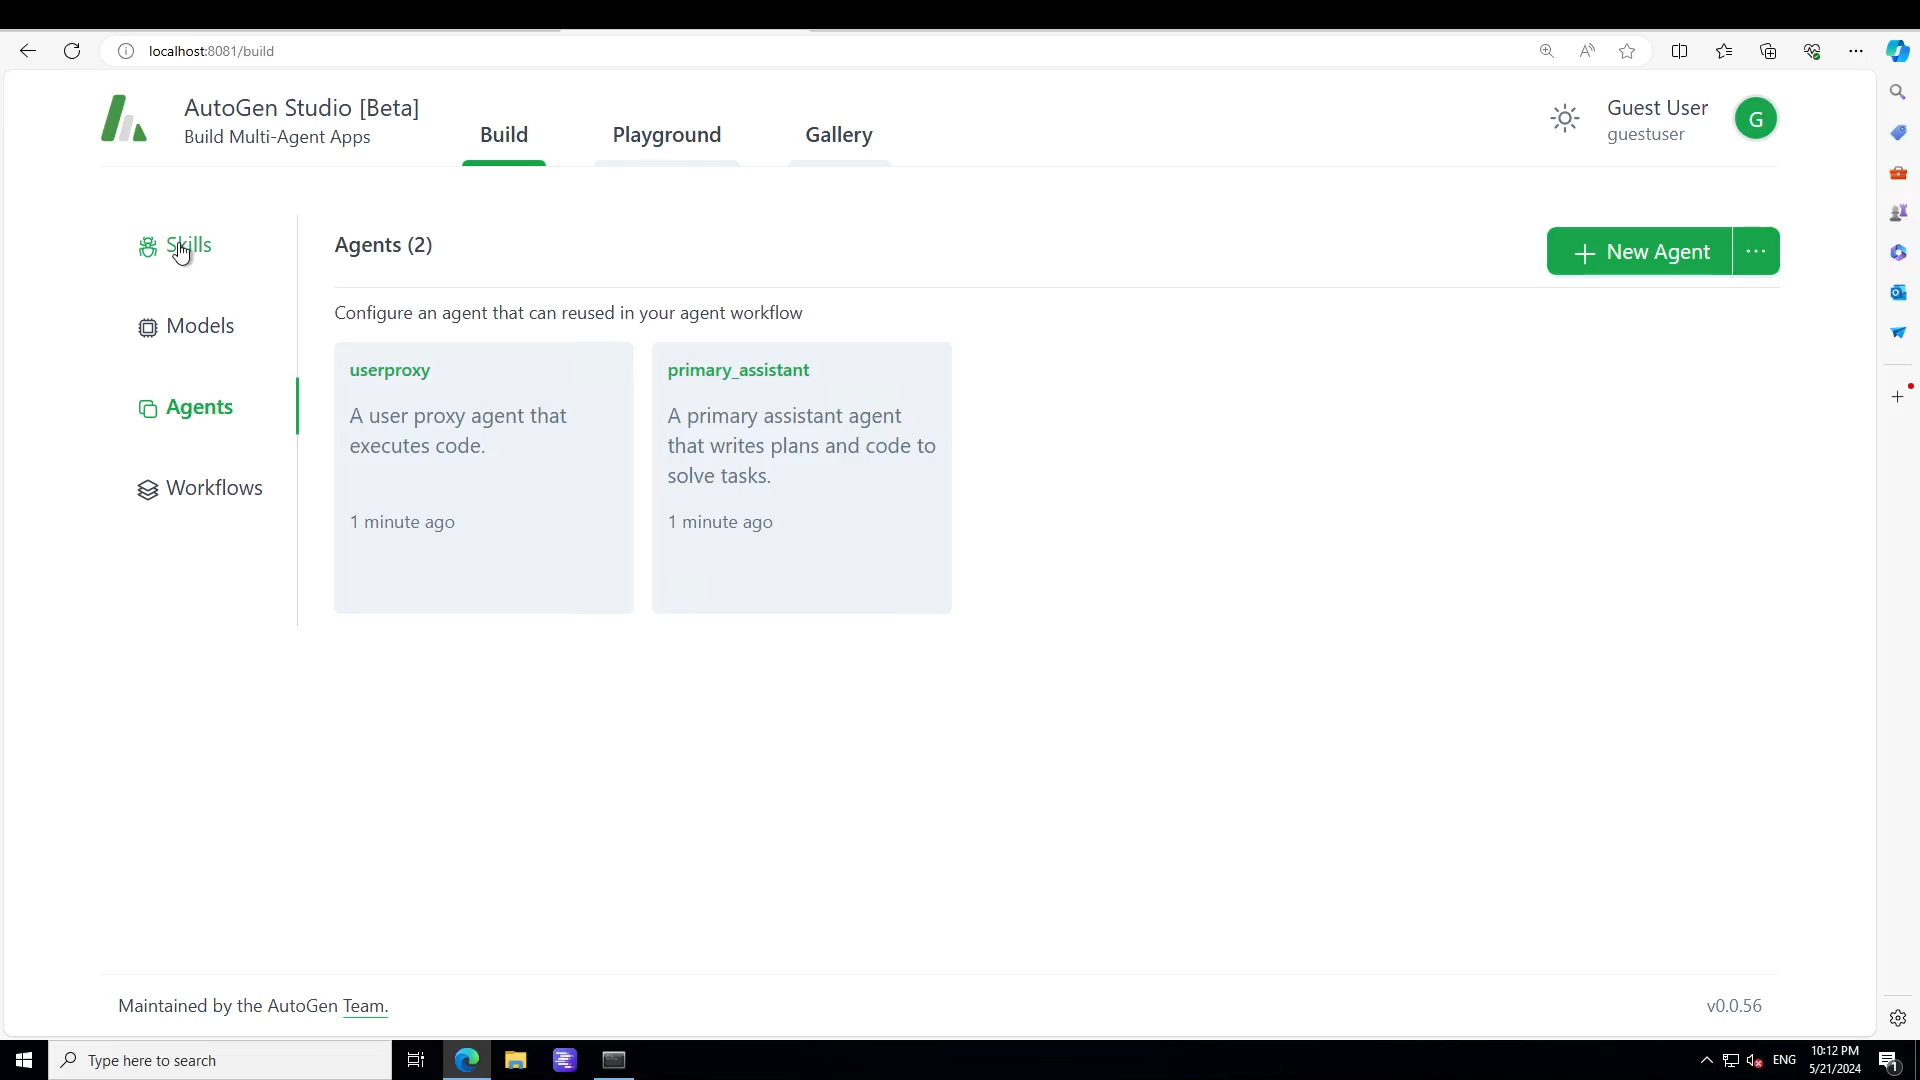 localhost:8081/build
AutoGen Studio [Beta]
Build Multi-Agent Apps
Build
Playground
Gallery
Guest User
guestuser
G
Skills
Models
Agents
Workflows
Agents (2)
New Agent
Configure an agent that can reused in your agent workflow
userproxy
A user proxy agent that
executes code.
1 minute ago
primary_assistant
A primary assistant agent
that writes plans and code to
solve tasks.
1 minute ago
Maintained by the AutoGen Team.
v0.0.56
Type here to search
ENG
10:12 PM
5/21/2024
1